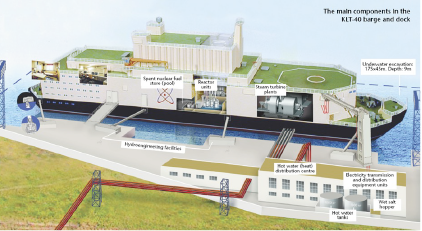 The main components in the
KLT-40 barge and dock
Underwater excavation:
175x45m. Depth: 9m
Spent nuclear fuel
store (pool)
Reactor
units
Steam turbine
plants
Hydroengineering facilities
Hot water (heat)
distribution centre
Electricity transmission
and distribution
equipment units
Wet salt
hopper
Hot water
tanks